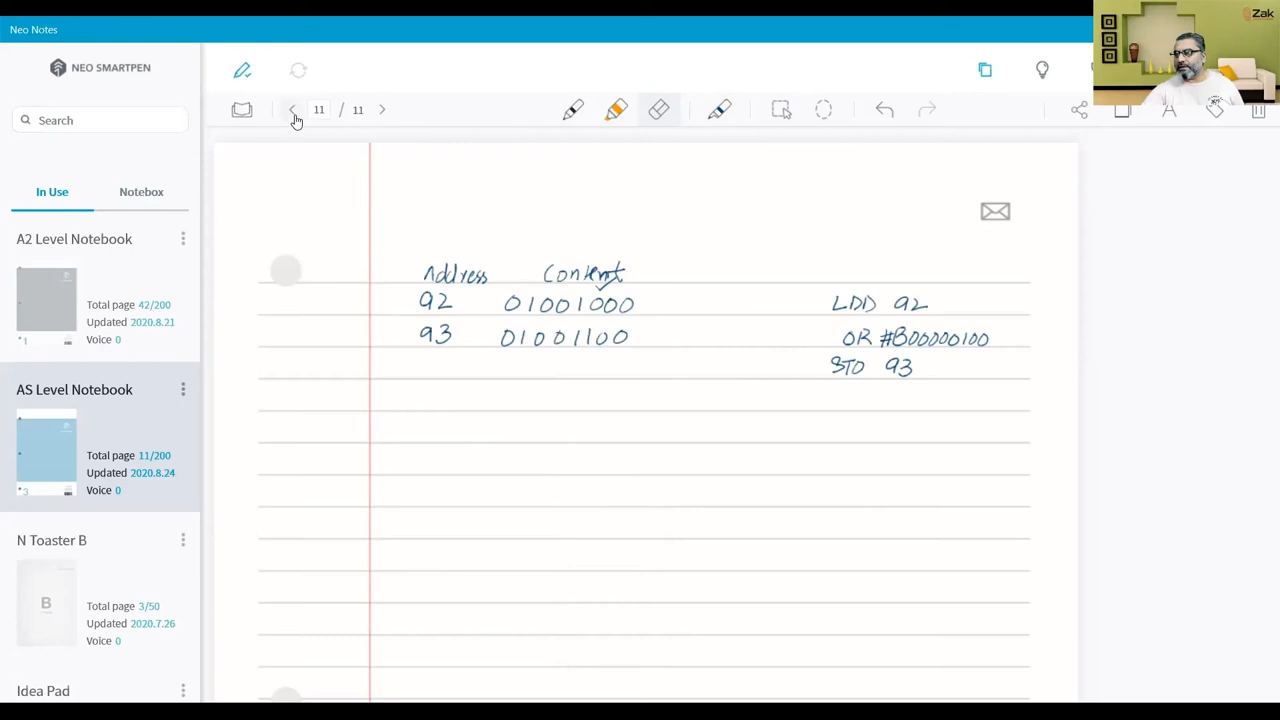 Zak
Neo Notes
NEO SMARTPEN
Search
11 / 11
In Use Notebox
A2 Level Notebook
Total page 42/200
Updated 2020.8.21
Voice 0
1
AS Level Notebook
Total page 11/200
Updated 2020.8.24
Voice 0
3
N Toaster B
B
Total page 3/50
Updated 2020.7.26
Voice 0
Idea Pad
Address Content
92 01001000 LDD 92
93 01001100 OR #B00000100
STO 93